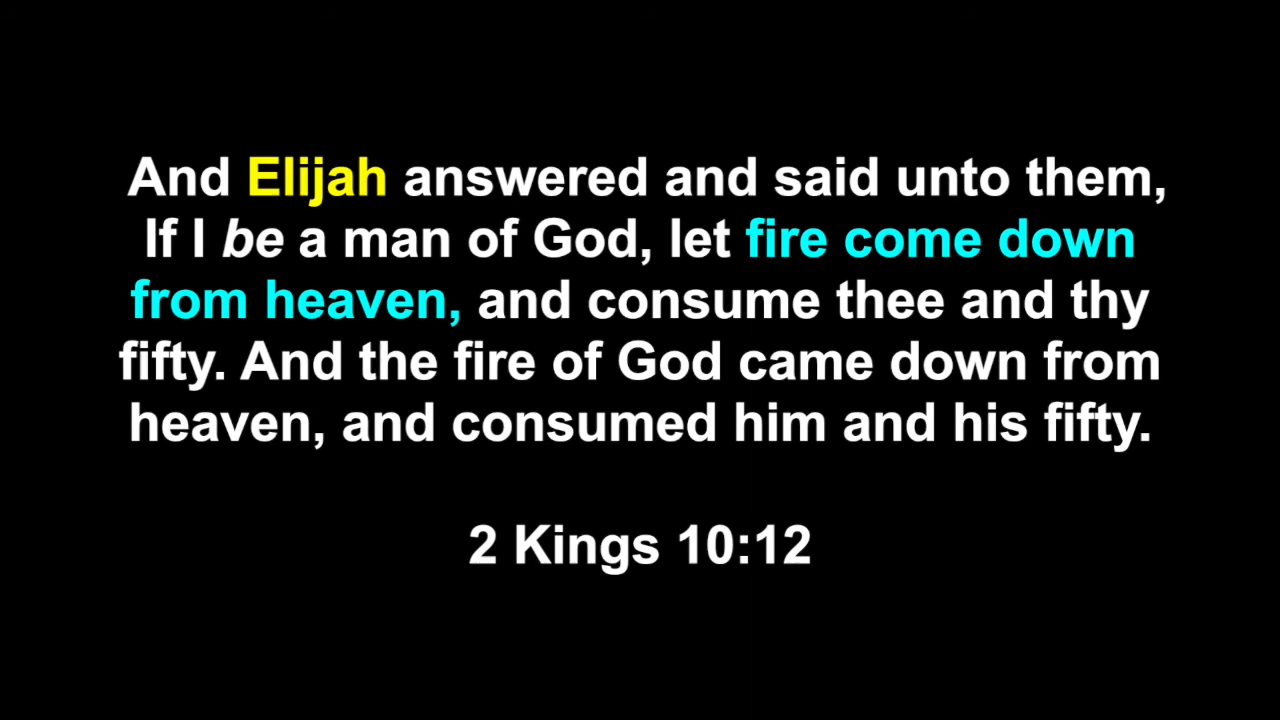 And Elijah answered and said unto them,
If I be a man of God, let fire come down
from heaven, and consume thee and thy
fifty. And the fire of God came down from
heaven, and consumed him and his fifty.
2 Kings 10:12